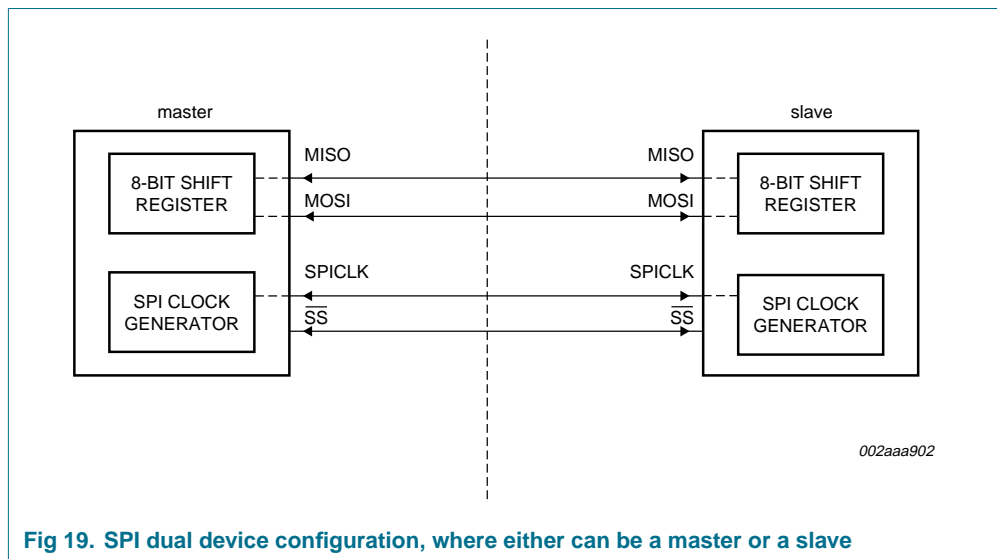 master
slave
MISO
MISO
8-BIT SHIFT
REGISTER
8-BIT SHIFT
REGISTER
MOSI
MOSI
SPICLK
SPICLK
SPI CLOCK
GENERATOR
SPI CLOCK
GENERATOR
SS
SS
002aaa902
Fig 19. SPI dual device configuration, where either can be a master or a slave